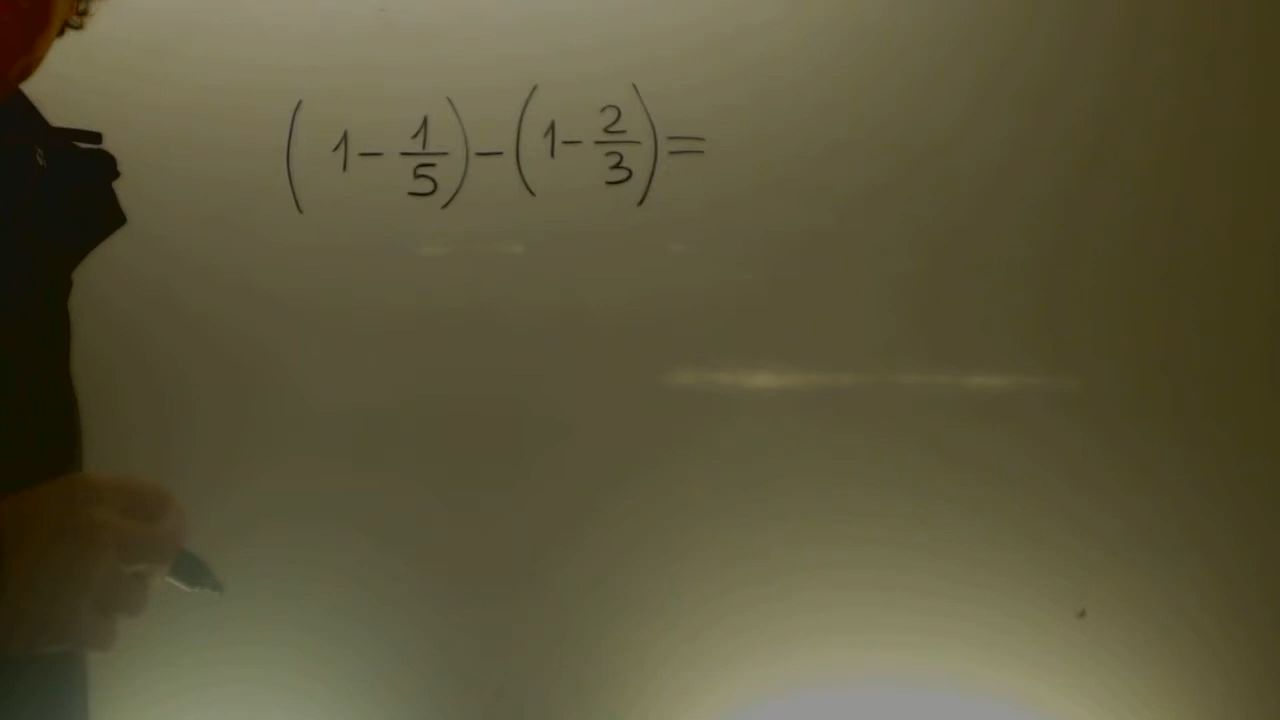 (1 - 1/5) - (1 - 2/3) =